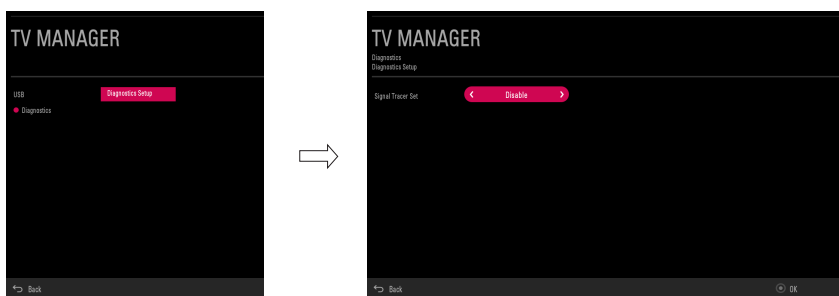 TV MANAGER
USB
Diagnostics Setup
Diagnostics
Back
TV MANAGER
Diagnostics
Diagnostics Setup
Signal Tracer Set
Disable
Back
OK